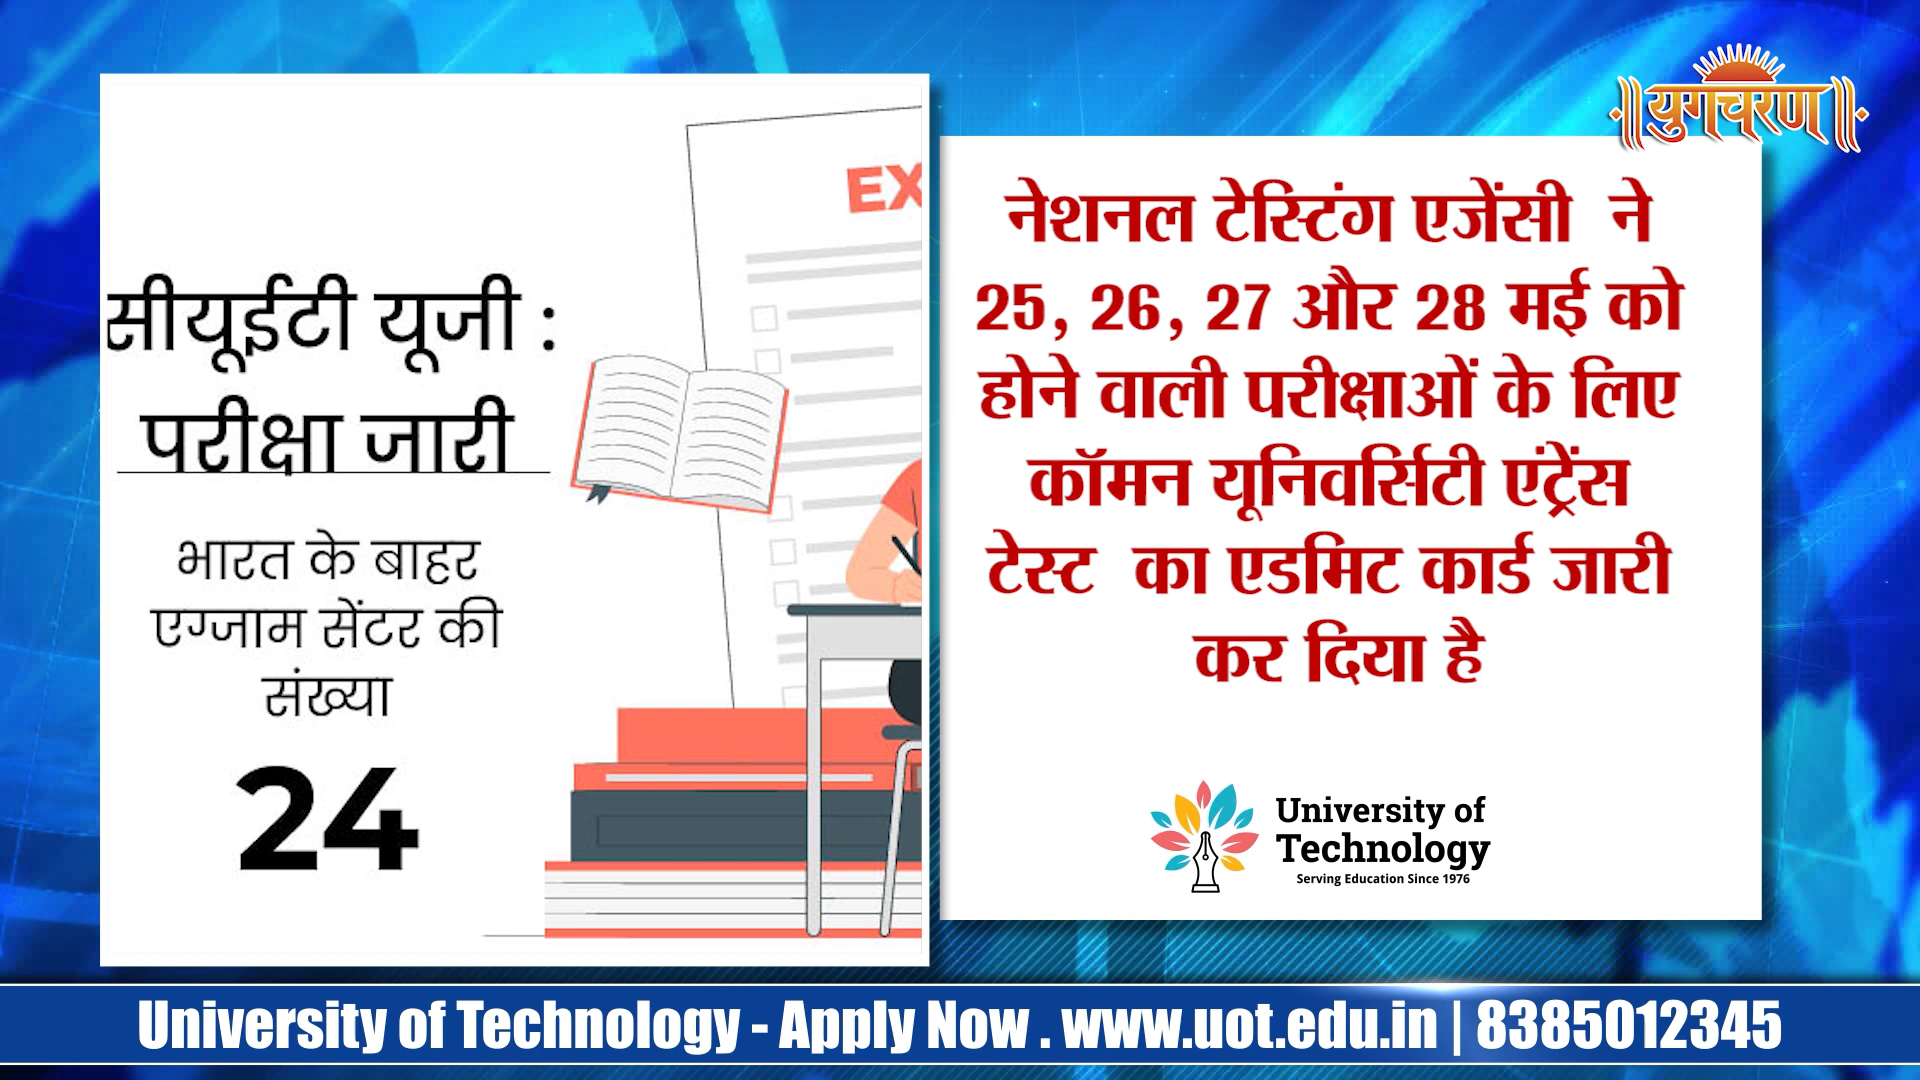 ॥युगचरण॥
सीयूईटी यूजी :
परीक्षा जारी
भारत के बाहर
एग्जाम सेंटर की
संख्या
24
EX
नेशनल टेस्टिंग एजेंसी ने
25, 26, 27 और 28 मई को
होने वाली परीक्षाओं के लिए
कॉमन यूनिवर्सिटी एंट्रेंस
टेस्ट का एडमिट कार्ड जारी
कर दिया है
University of
Technology
Serving Education Since 1976
University of Technology - Apply Now . www.uot.edu.in | 8385012345